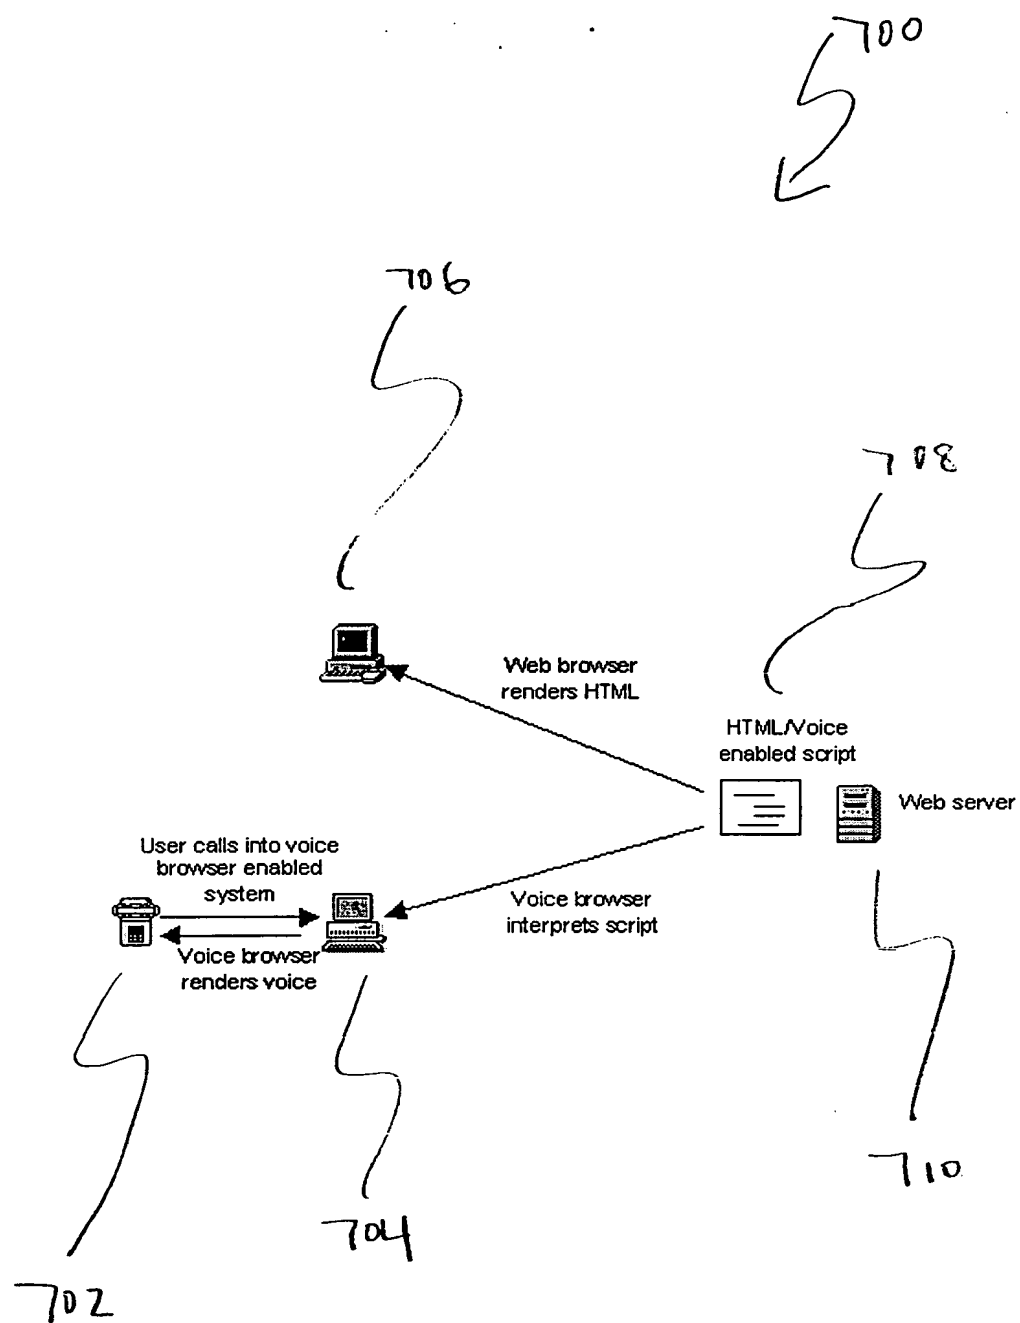 700
706
708
Web browser
renders HTML
HTML/Voice
enabled script
Web server
User calls into voice
browser enabled
system
Voice browser
interprets script
Voice browser
renders voice
710
704
702